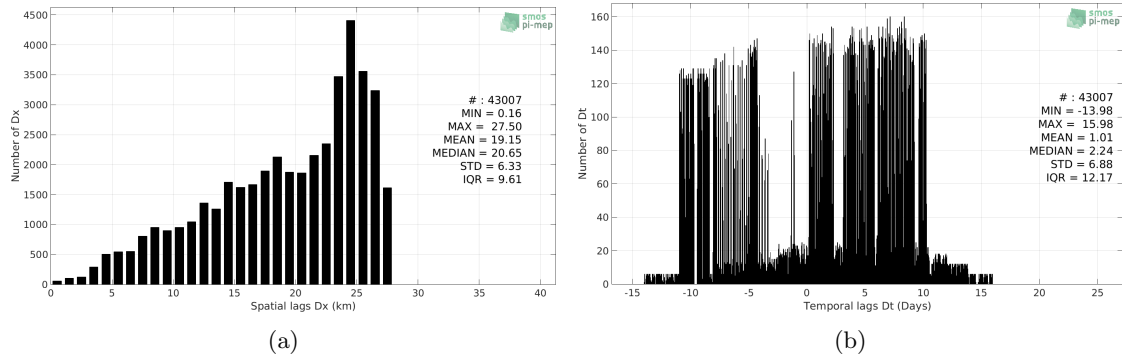 4500
4000
3500
3000
2500
2000
1500
1000
500
0
Number of Dx
smos
pi-mep
# : 43007
MIN = 0.16
MAX = 27.50
MEAN = 19.15
MEDIAN = 20.65
STD = 6.33
IQR = 9.61
0 5 10 15 20 25 30 35 40
Spatial lags Dx (km)
(a)
160
140
120
100
80
60
40
20
0
Number of Dt
smos
pi-mep
# : 43007
MIN = -13.98
MAX = 15.98
MEAN = 1.01
MEDIAN = 2.24
STD = 6.88
IQR = 12.17
-15 -10 -5 0 5 10 15 20 25
Temporal lags Dt (Days)
(b)